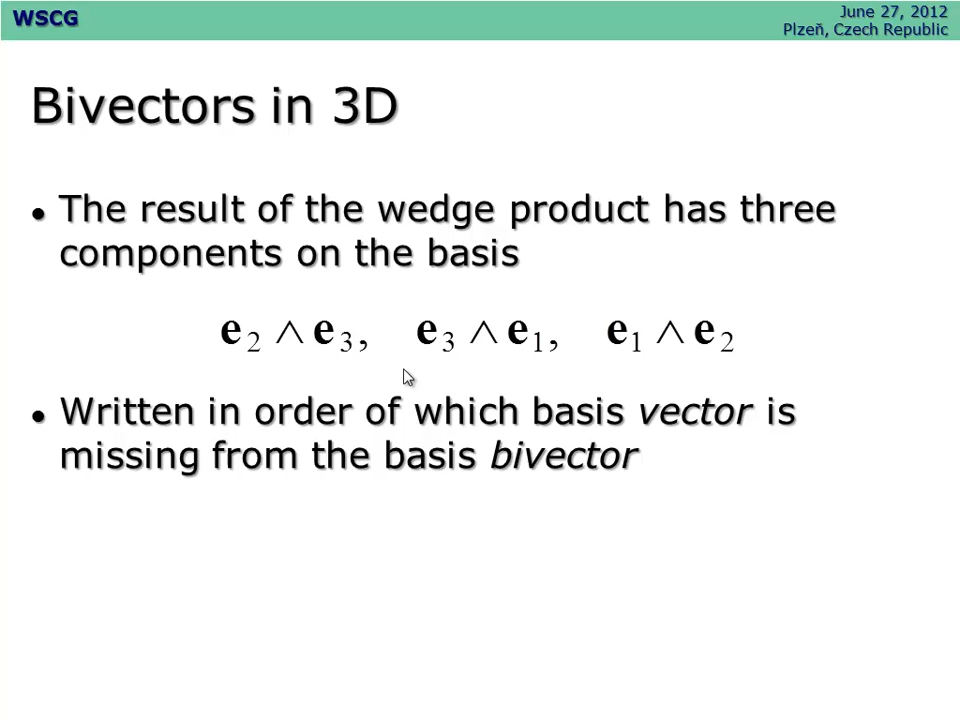 WSCG
June 27, 2012
Plzeň, Czech Republic
Bivectors in 3D
• The result of the wedge product has three
components on the basis
e₂ ∧ e₃, e₃ ∧ e₁, e₁ ∧ e₂
• Written in order of which basis vector is
missing from the basis bivector